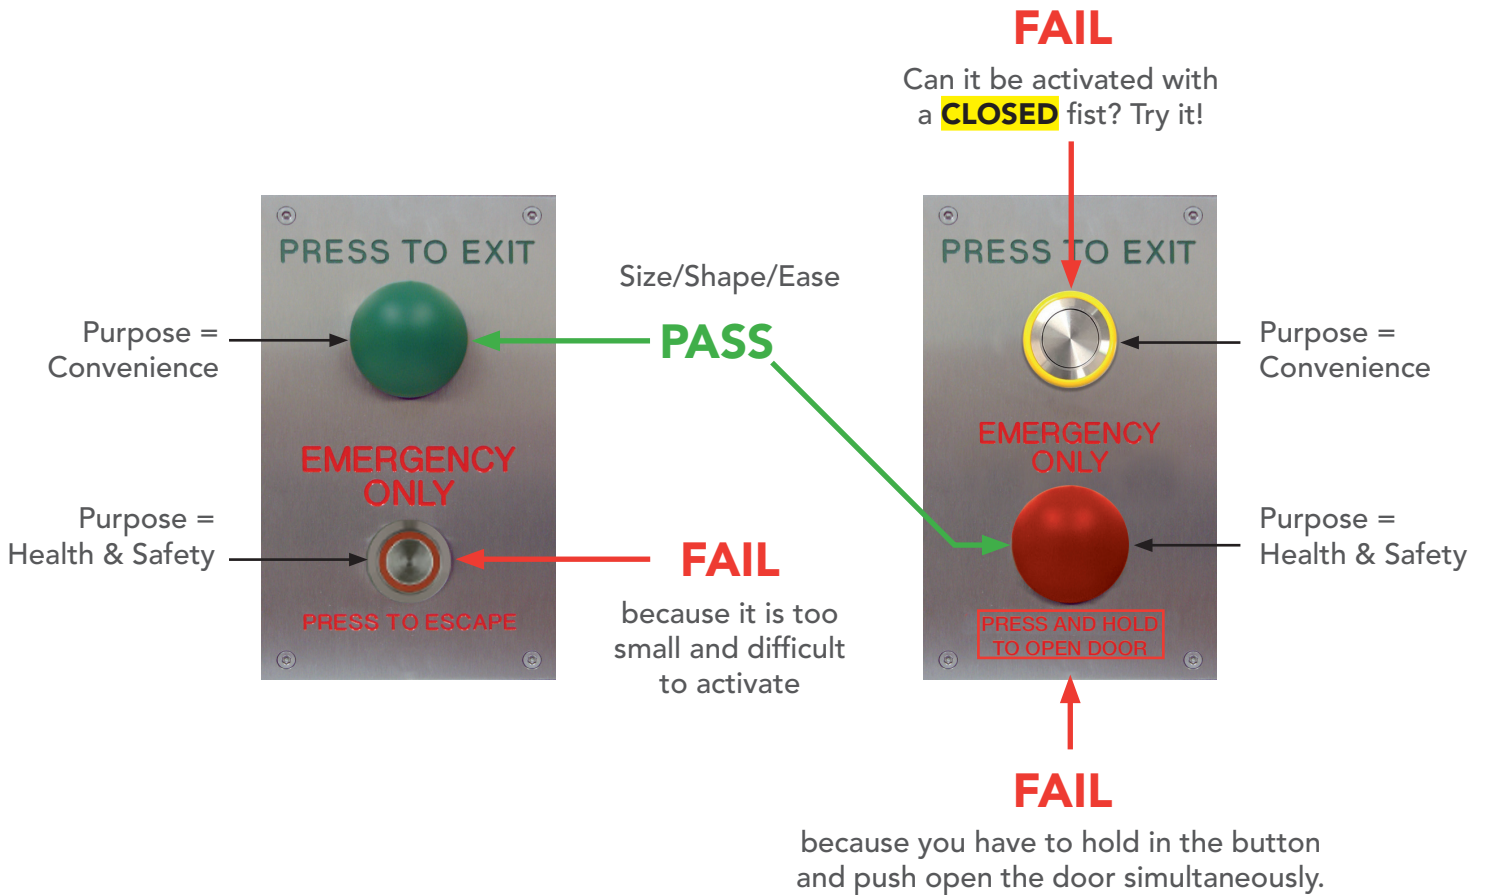 FAIL
Can it be activated with
a CLOSED fist? Try it!
PRESS TO EXIT
Purpose =
Convenience
EMERGENCY
ONLY
Purpose =
Health & Safety
PRESS TO ESCAPE
Size/Shape/Ease
PASS
FAIL
because it is too
small and difficult
to activate
PRESS TO EXIT
Purpose =
Convenience
EMERGENCY
ONLY
Purpose =
Health & Safety
PRESS AND HOLD
TO OPEN DOOR
FAIL
because you have to hold in the button
and push open the door simultaneously.